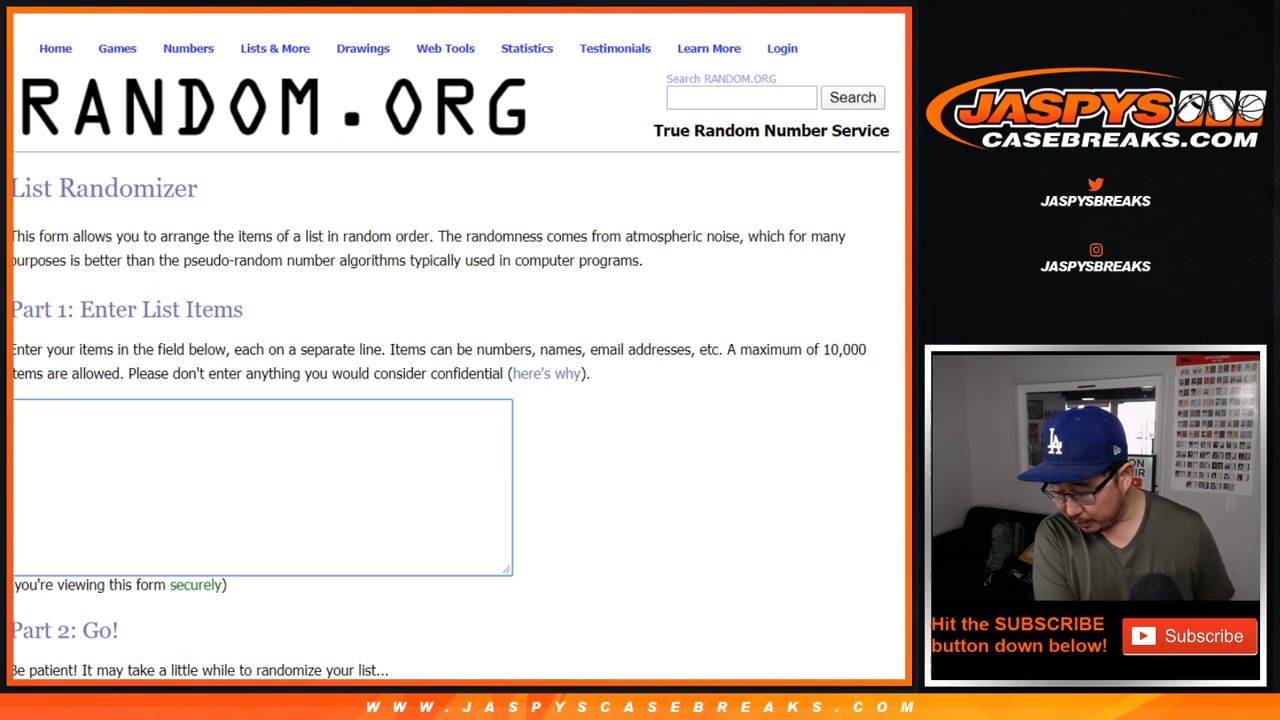 Home Games Numbers Lists & More Drawings Web Tools Statistics Testimonials Learn More Login
RANDOM.ORG
Search RANDOM.ORG
Search
True Random Number Service
List Randomizer
This form allows you to arrange the items of a list in random order. The randomness comes from atmospheric noise, which for many
purposes is better than the pseudo-random number algorithms typically used in computer programs.
Part 1: Enter List Items
Enter your items in the field below, each on a separate line. Items can be numbers, names, email addresses, etc. A maximum of 10,000
items are allowed. Please don't enter anything you would consider confidential (here's why).
you're viewing this form securely)
Part 2: Go!
Be patient! It may take a little while to randomize your list...
JASPYS
CASEBREAKS.COM
JASPYSBREAKS
JASPYSBREAKS
LA
ON
AIR
Hit the SUBSCRIBE
button down below!
Subscribe
WWW.JASPYSCASEBREAKS.COM